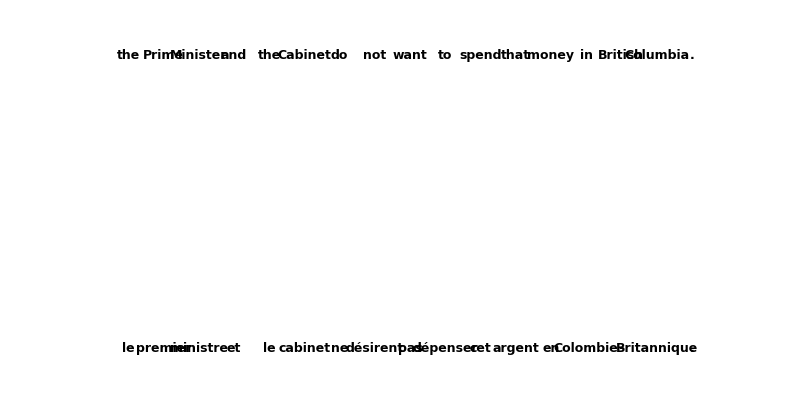 the Prime Minister and the Cabinet do not want to spend that money in British Columbia .
le premier ministre et le cabinet ne désirent pas dépenser cet argent en Colombie- Britannique